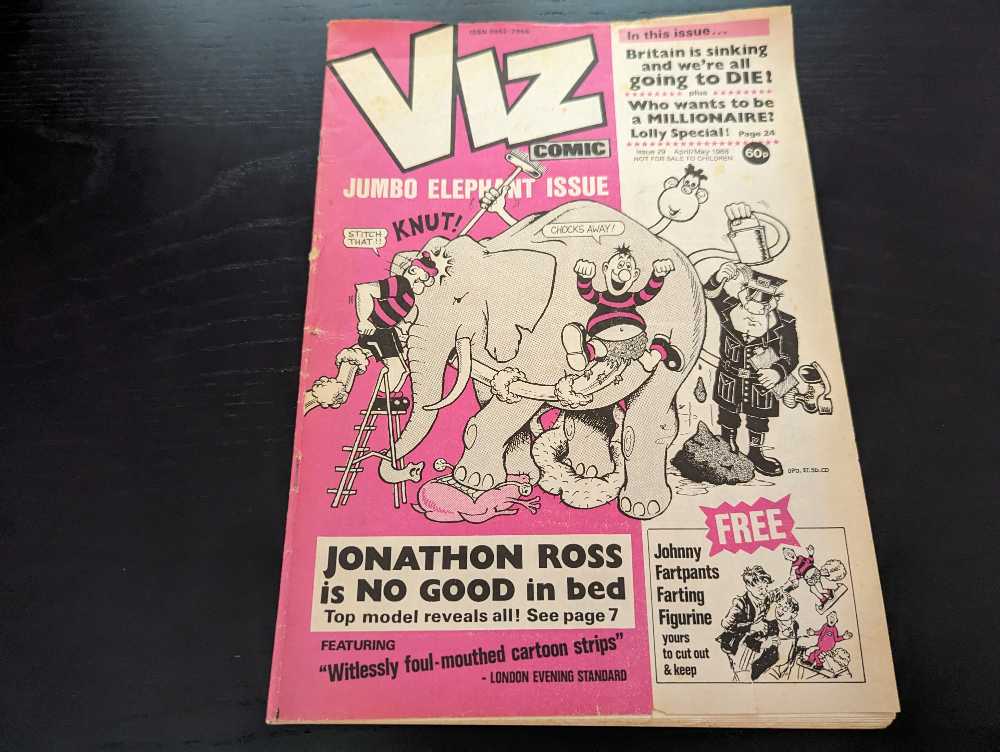 ISSN 0952-7966
VIZ
COMIC
In this issue...
Britain is sinking
and we're all
going to DIE!
plus
Who wants to be
a MILLIONAIRE?
Lolly Special! Page 24
Issue 29 April/May 1988
NOT FOR SALE TO CHILDREN
60p
JUMBO ELEPHANT ISSUE
KNUT!
STITCH
THAT!!
CHOCKS AWAY!
JONATHON ROSS
is NO GOOD in bed
Top model reveals all! See page 7
FEATURING
"Witlessly foul-mouthed cartoon strips"
- LONDON EVENING STANDARD
FREE
Johnny
Fartpants
Farting
Figurine
yours
to cut out
& keep